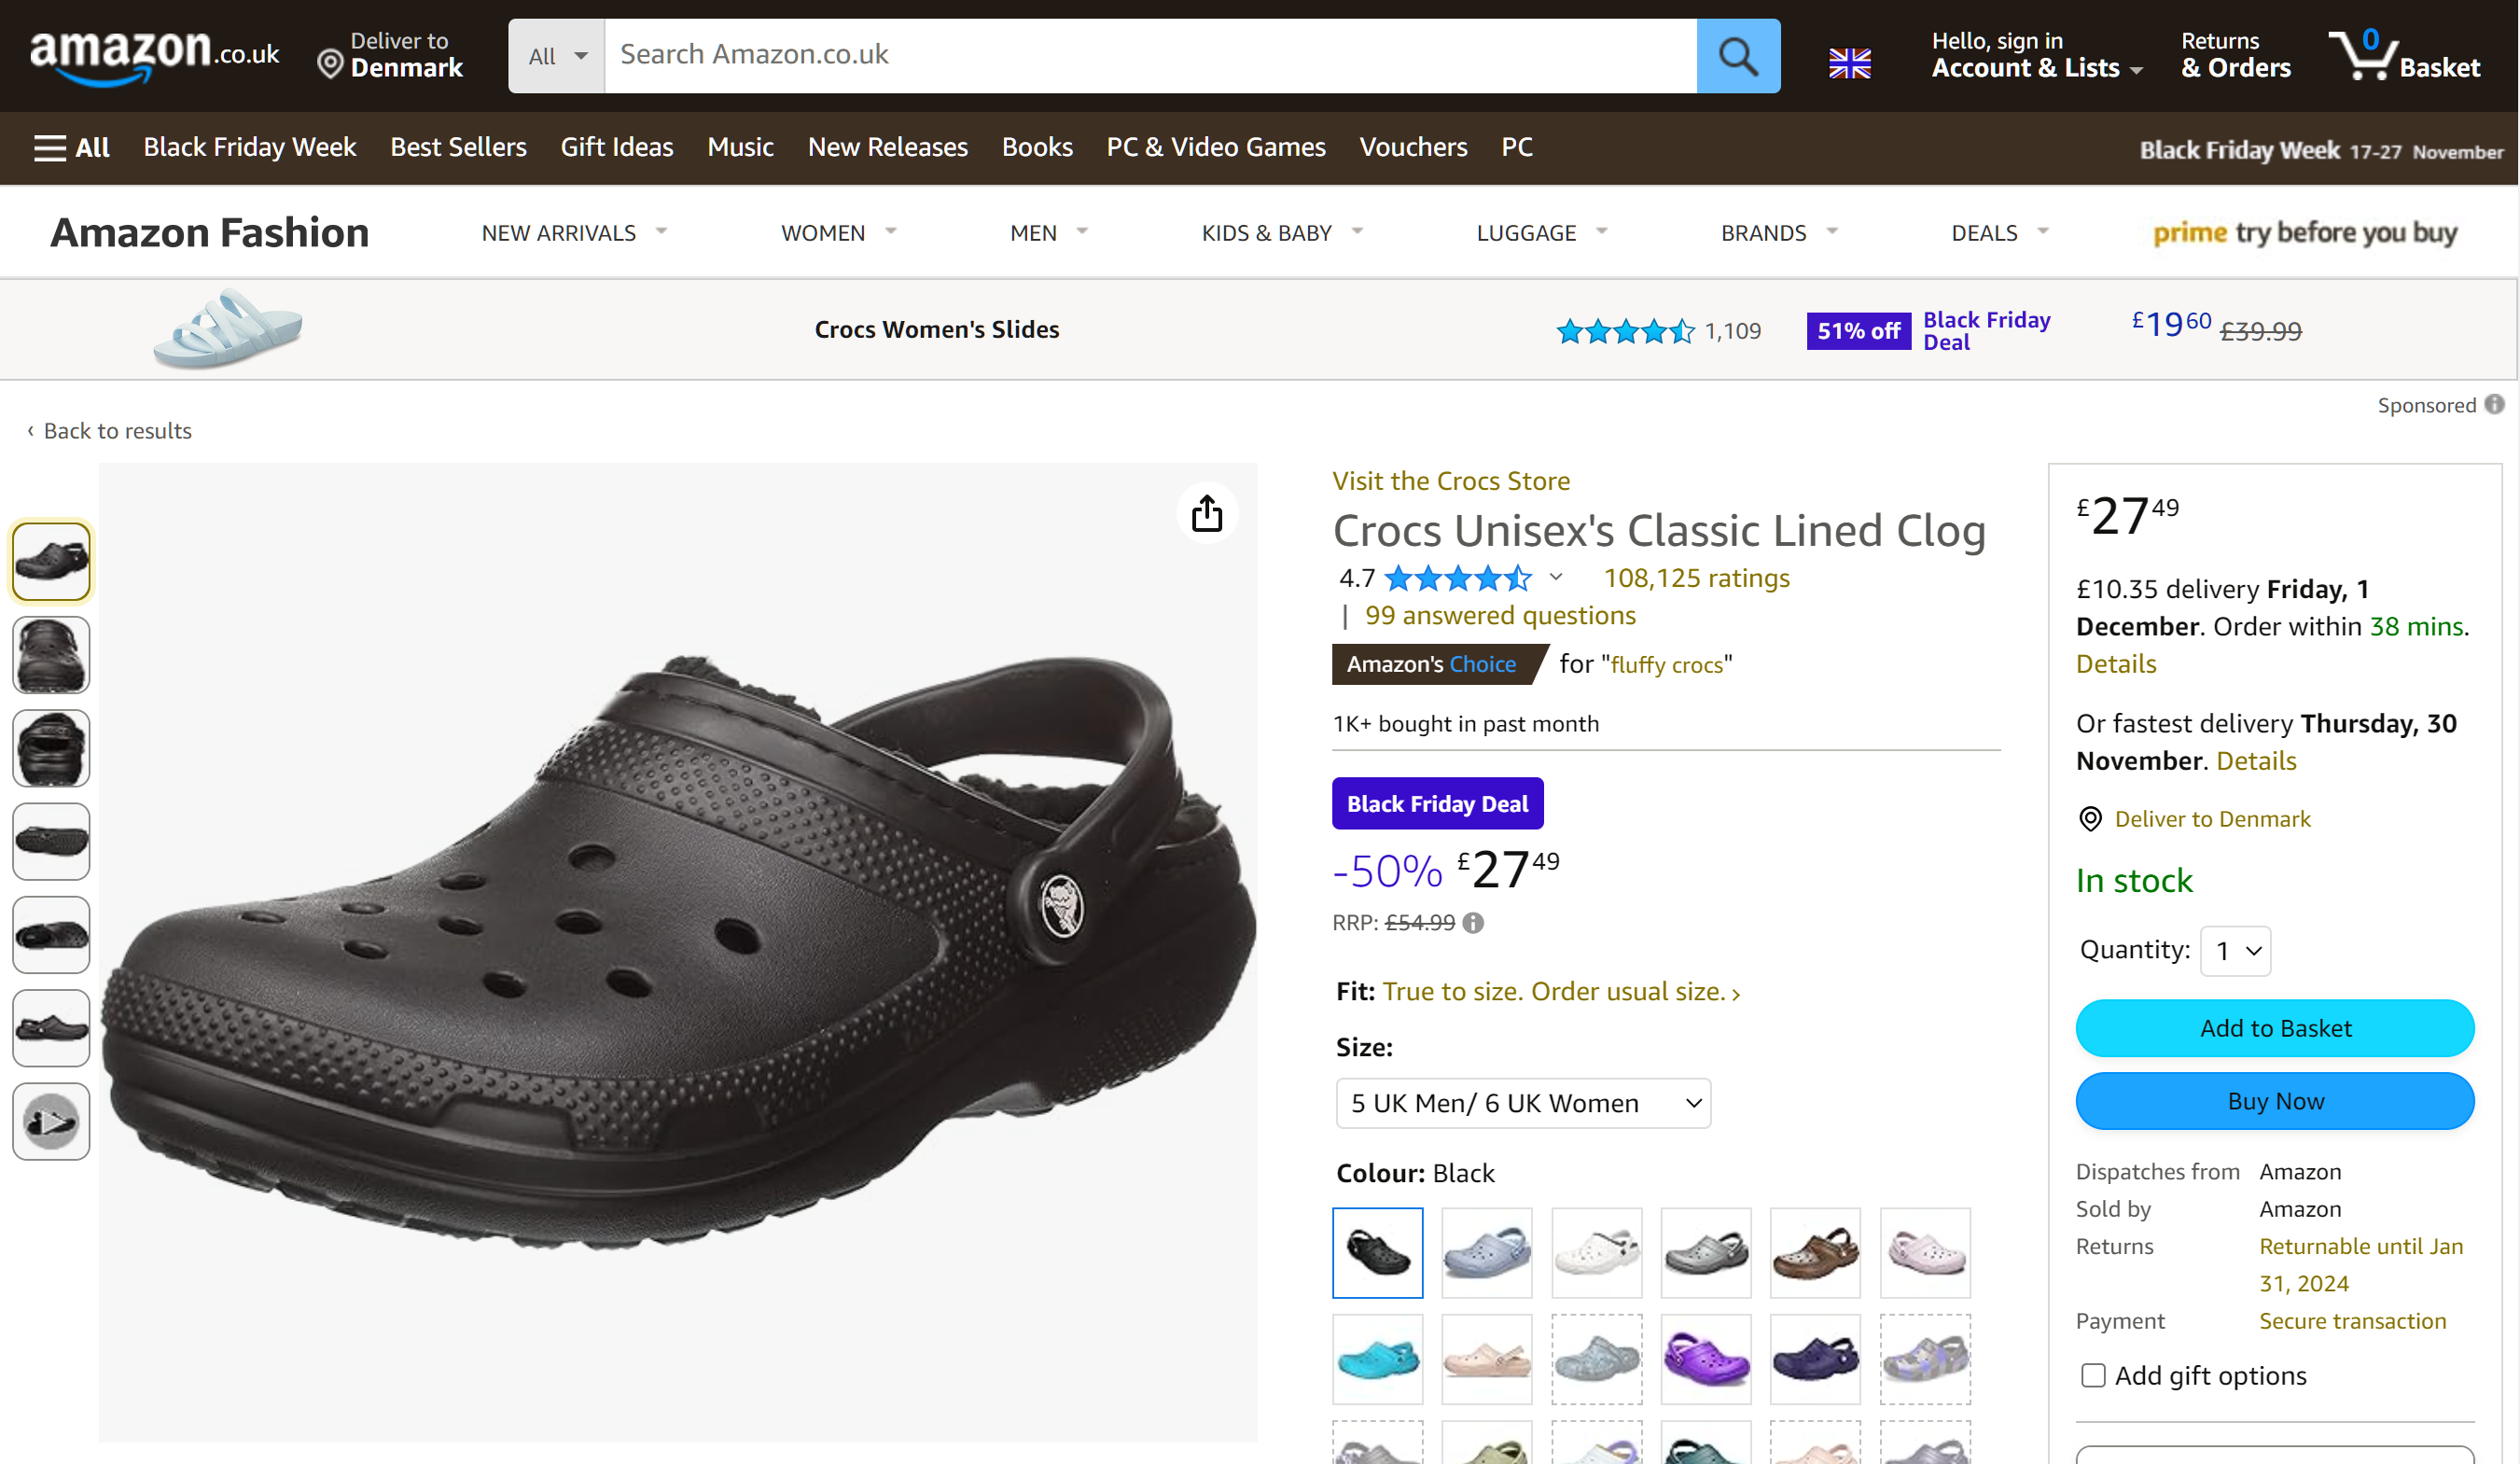 amazon.co.uk
Deliver to
Denmark
All
Search Amazon.co.uk
Hello, sign in
Account & Lists
Returns
& Orders
0
Basket
All
Black Friday Week
Best Sellers
Gift Ideas
Music
New Releases
Books
PC & Video Games
Vouchers
PC
Black Friday Week 17-27 November
Amazon Fashion
NEW ARRIVALS
WOMEN
MEN
KIDS & BABY
LUGGAGE
BRANDS
DEALS
prime try before you buy
Crocs Women's Slides
1,109
51% off
Black Friday
Deal
£1960 £39.99
Sponsored
‹ Back to results
Visit the Crocs Store
Crocs Unisex's Classic Lined Clog
4.7
108,125 ratings
| 99 answered questions
Amazon's Choice for "fluffy crocs"
1K+ bought in past month
Black Friday Deal
-50% £2749
RRP: £54.99
Fit: True to size. Order usual size. ›
Size:
5 UK Men/ 6 UK Women
Colour: Black
£2749
£10.35 delivery Friday, 1
December. Order within 38 mins.
Details
Or fastest delivery Thursday, 30
November. Details
Deliver to Denmark
In stock
Quantity: 1
Add to Basket
Buy Now
Dispatches from Amazon
Sold by Amazon
Returns Returnable until Jan
31, 2024
Payment Secure transaction
Add gift options